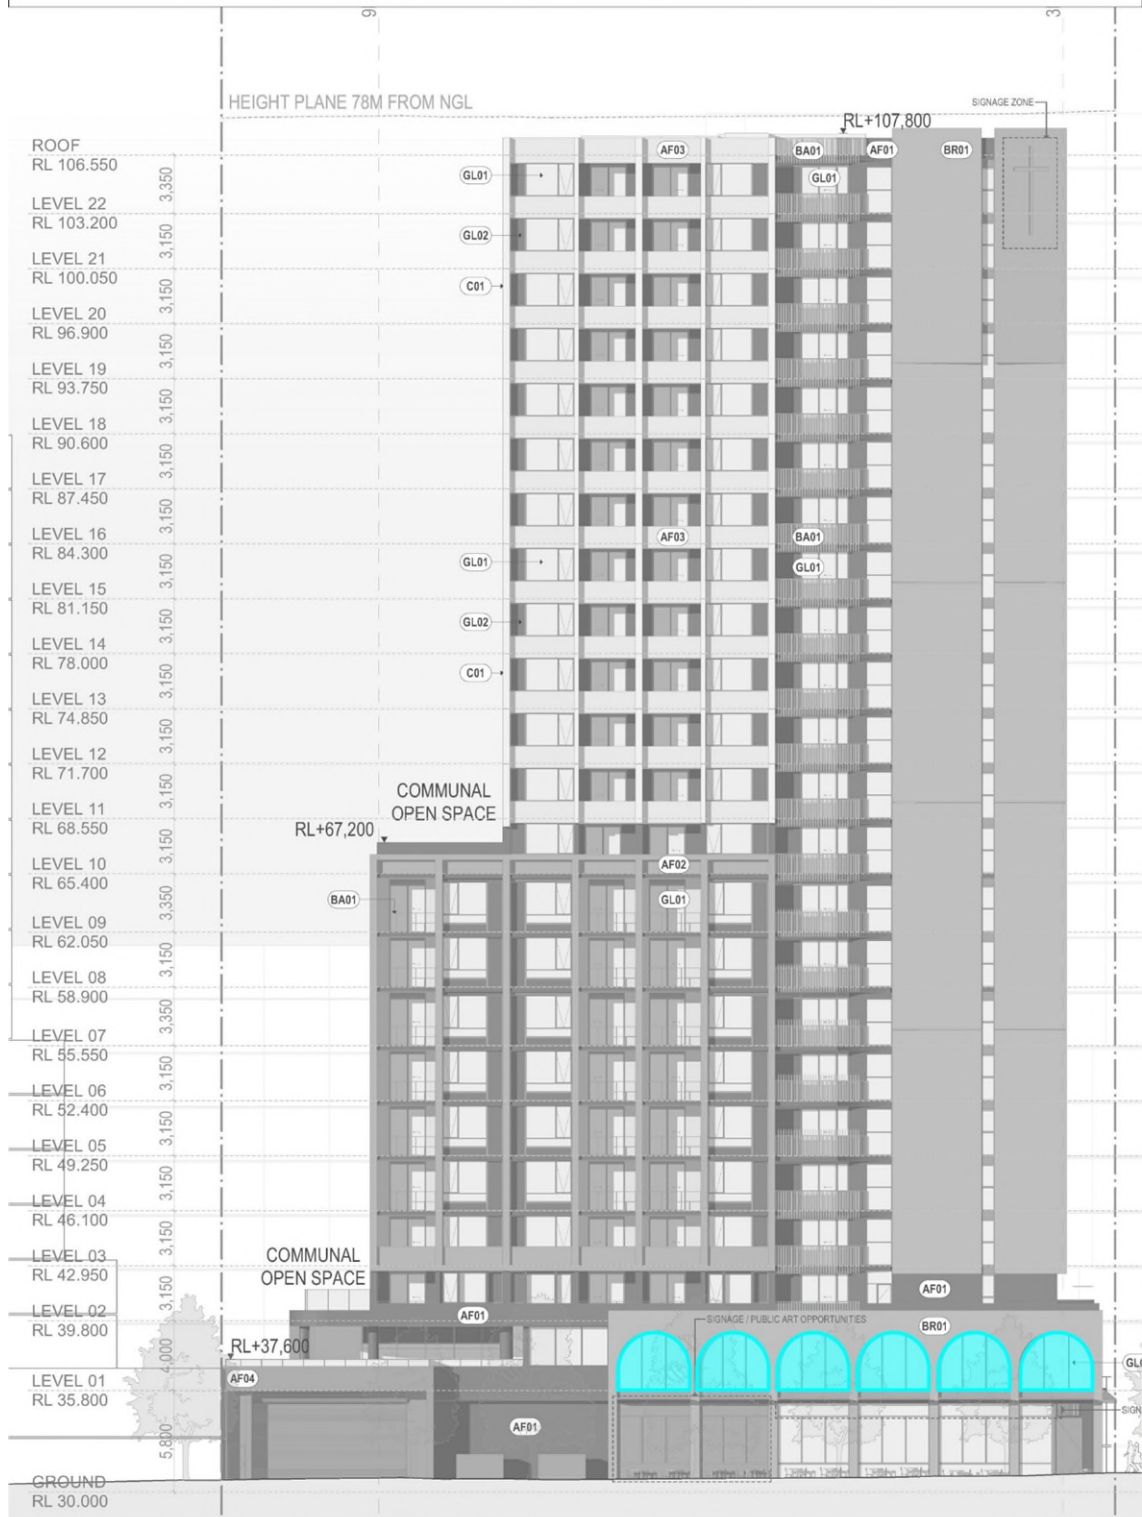 9
3
HEIGHT PLANE 78M FROM NGL
SIGNAGE ZONE
RL+107,800
ROOF
RL 106.550
AF03
BA01
AF01
BR01
3,350
GL01
GL01
LEVEL 22
RL 103.200
3,150
GL02
LEVEL 21
RL 100.050
3,150
C01
LEVEL 20
RL 96.900
3,150
LEVEL 19
RL 93.750
3,150
LEVEL 18
RL 90.600
3,150
LEVEL 17
RL 87.450
3,150
LEVEL 16
RL 84.300
AF03
BA01
3,150
GL01
GL01
LEVEL 15
RL 81.150
3,150
GL02
LEVEL 14
RL 78.000
3,150
C01
LEVEL 13
RL 74.850
3,150
LEVEL 12
RL 71.700
3,150
COMMUNAL
OPEN SPACE
LEVEL 11
RL 68.550
RL+67,200
3,150
LEVEL 10
RL 65.400
AF02
3,350
BA01
GL01
LEVEL 09
RL 62.050
3,150
LEVEL 08
RL 58.900
3,350
LEVEL 07
RL 55.550
3,150
LEVEL 06
RL 52.400
3,150
LEVEL 05
RL 49.250
3,150
LEVEL 04
RL 46.100
3,150
LEVEL 03
RL 42.950
COMMUNAL
OPEN SPACE
3,150
AF01
LEVEL 02
RL 39.800
AF01
SIGNAGE / PUBLIC ART OPPORTUNITIES
BR01
4,000
RL+37,600
LEVEL 01
RL 35.800
AF04
SIGN
5,800
AF01
GROUND
RL 30.000